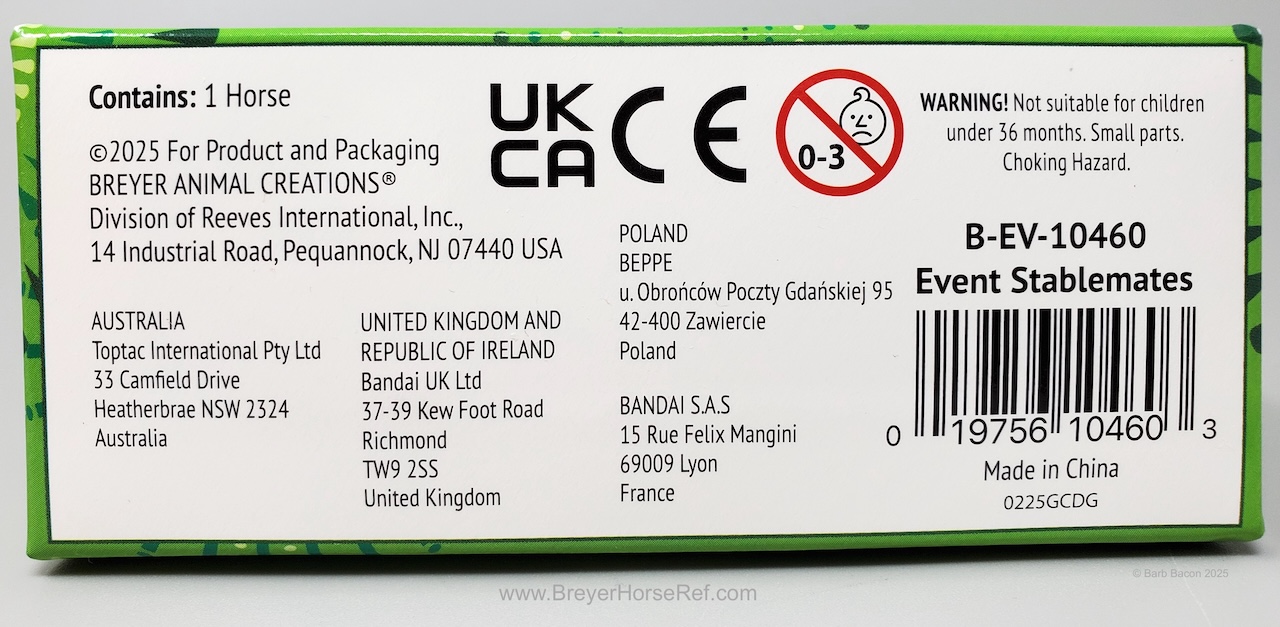 Contains: 1 Horse
©2025 For Product and Packaging
BREYER ANIMAL CREATIONS®
Division of Reeves International, Inc.,
14 Industrial Road, Pequannock, NJ 07440 USA
AUSTRALIA
Toptac International Pty Ltd
33 Camfield Drive
Heatherbrae NSW 2324
Australia
UNITED KINGDOM AND
REPUBLIC OF IRELAND
Bandai UK Ltd
37-39 Kew Foot Road
Richmond
TW9 2SS
United Kingdom
UK
CA
CE
0-3
POLAND
BEPPE
u. Obrońców Poczty Gdańskiej 95
42-400 Zawiercie
Poland
BANDAI S.A.S
15 Rue Felix Mangini
69009 Lyon
France
WARNING! Not suitable for children
under 36 months. Small parts.
Choking Hazard.
B-EV-10460
Event Stablemates
0 19756 10460 3
Made in China
0225GCDG
© Barb Bacon 2025
www.BreyerHorseRef.com